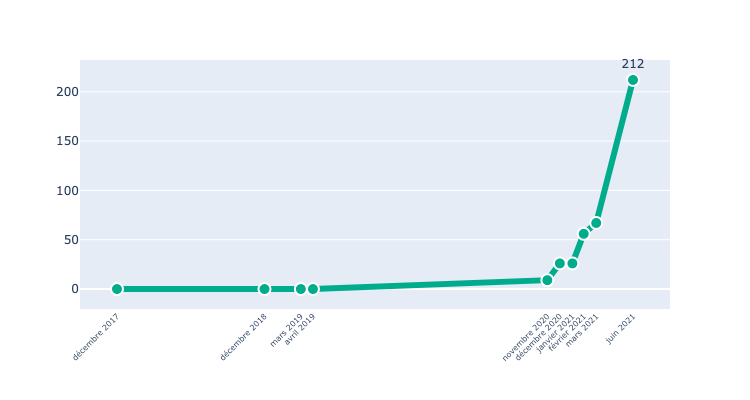 212
200
150
100
50
0
décembre 2017
décembre 2018
mars 2019
avril 2019
novembre 2020
décembre 2020
janvier 2021
février 2021
mars 2021
juin 2021